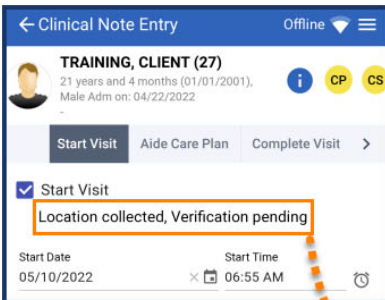 Clinical Note Entry Offline
TRAINING, CLIENT (27)
21 years and 4 months (01/01/2001),
Male Adm on: 04/22/2022
-
i CP CS
Start Visit Aide Care Plan Complete Visit
Start Visit
Location collected, Verification pending
Start Date Start Time
05/10/2022 06:55 AM